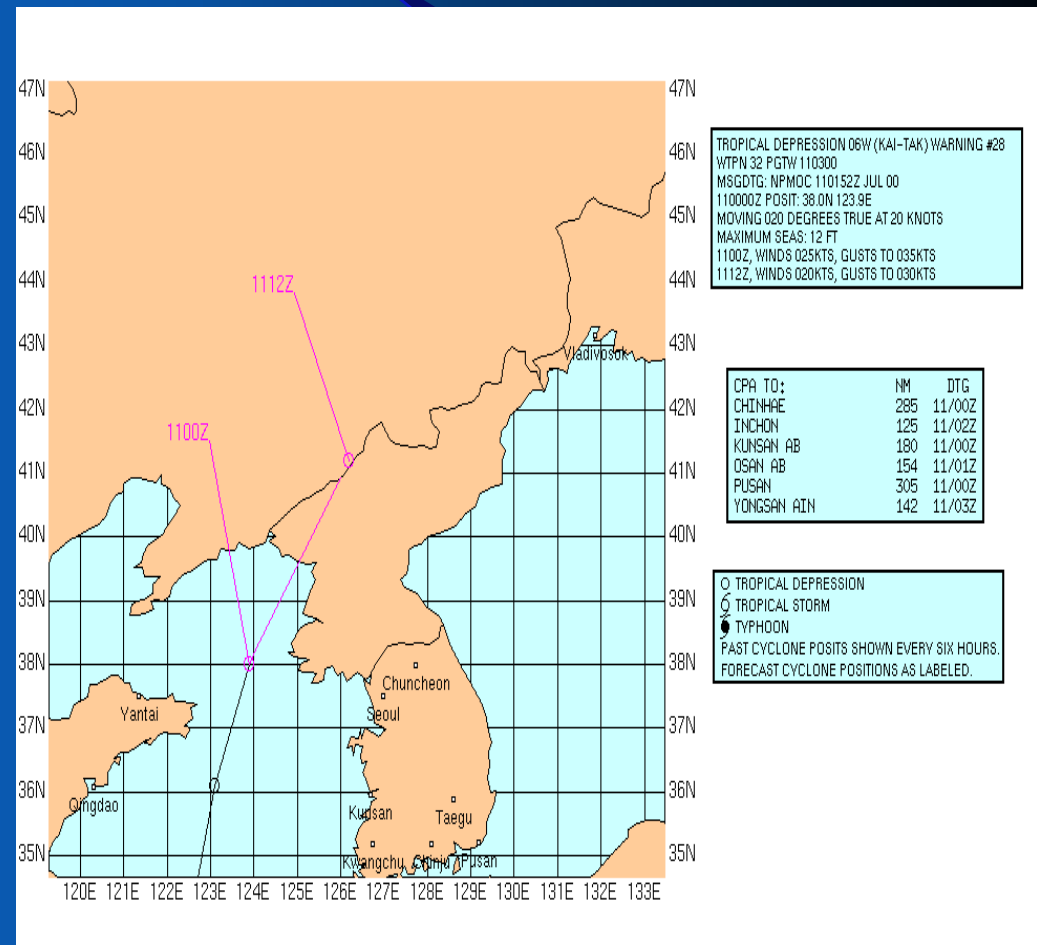 47N 47N
46N 46N
45N 45N
44N 44N
43N 43N
42N 42N
41N 41N
40N 40N
39N 39N
38N 38N
37N 37N
36N 36N
35N 35N
1112Z
1100Z
Vladivosok
Chuncheon
Seoul
Yantai
Qingdao
Kunsan
Taegu
Kwangchu Chinju Pusan
120E 121E 122E 123E 124E 125E 126E 127E 128E 129E 130E 131E 132E 133E
TROPICAL DEPRESSION 06W (KAI-TAK) WARNING #28
WTPN 32 PGTW 110300
MSGDTG: NPMOC 110152Z JUL 00
110000Z POSIT: 38.0N 123.9E
MOVING 020 DEGREES TRUE AT 20 KNOTS
MAXIMUM SEAS: 12 FT
1100Z, WINDS 025KTS, GUSTS TO 035KTS
1112Z, WINDS 020KTS, GUSTS TO 030KTS
CPA TO: NM DTG
CHINHAE 285 11/00Z
INCHON 125 11/02Z
KUNSAN AB 180 11/00Z
OSAN AB 154 11/01Z
PUSAN 305 11/00Z
YONGSAN AIN 142 11/03Z
TROPICAL DEPRESSION
TROPICAL STORM
TYPHOON
PAST CYCLONE POSITS SHOWN EVERY SIX HOURS.
FORECAST CYCLONE POSITIONS AS LABELED.